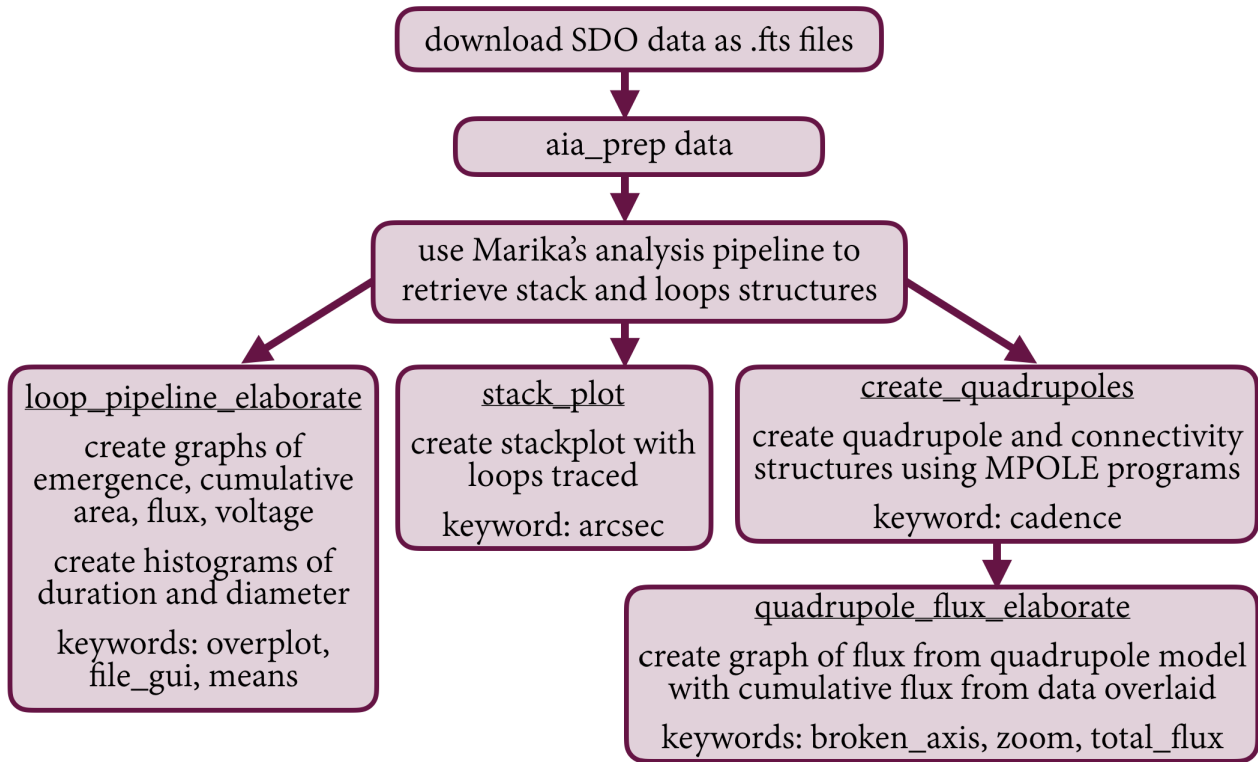 download SDO data as .fts files
aia_prep data
use Marika's analysis pipeline to
retrieve stack and loops structures
loop_pipeline_elaborate
create graphs of
emergence, cumulative
area, flux, voltage
create histograms of
duration and diameter
keywords: overplot,
file_gui, means
stack_plot
create stackplot with
loops traced
keyword: arcsec
create_quadrupoles
create quadrupole and connectivity
structures using MPOLE programs
keyword: cadence
quadrupole_flux_elaborate
create graph of flux from quadrupole model
with cumulative flux from data overlaid
keywords: broken_axis, zoom, total_flux